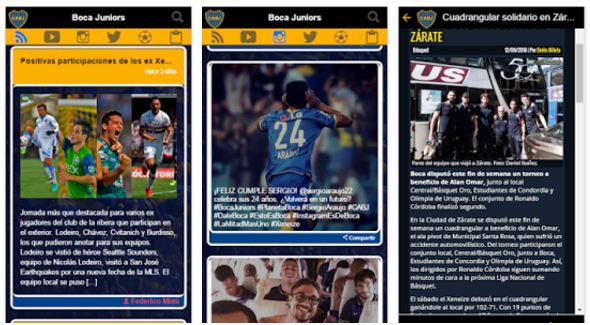 Boca Juniors
Positivas participaciones de los ex Xe...
hace 3 días
Jornada más que destacada para varios ex
jugadores del club de la ribera que participan en
el exterior. Lodeiro, Chávez, Cvitanich y Burdisso,
los que pudieron anotar para sus equipos.
Lodeiro se vistió de héroe Seattle Sounders,
equipo de Nicolás Lodeiro, visitó a San José
Earthquakes por una nueva fecha de la MLS. El
equipo local se puso [...]
Federico Midú
Boca Juniors
24
ARAUJO
¡FELIZ CUMPLE SERGIO! @sergioaraujo22
celebra sus 24 años. ¿Volverá en un futuro?
#BocaJuniors #PlanetaBoca #SergioAraujo #CABJ
#DaleBoca #EstoEsBoca #InstagramEsDeBoca
#LaMitadMasUno #Xeneize
Compartir
Cuadrangular solidario en Zár...
ZÁRATE
Básquet
12/09/2016 | Por
US
Parte del equipo que viajó a Zárate. Foto: Daniel Ibañez.
Boca disputó este fin de semana un torneo a
beneficio de Alan Omar, junto al local
Central/Básquet Oro, Estudiantes de Concordia y
Olimpia de Uruguay. El conjunto de Ronaldo
Córdoba finalizó segundo.
En la Ciudad de Zárate se disputó este fin de
semana un cuadrangular a beneficio de Alan Omar,
el ala pivot de Municipal Santa Rosa, quien sufrió un
accidente automovilístico. Del torneo participaron el
conjunto local, Central/Básquet Oro, junto a Boca,
Estudiantes de Concordia y Olimpia de Uruguay. Así,
los dirigidos por Ronaldo Córdoba siguen sumando
minutos de cara a la próxima Liga Nacional de
Básquet.
El sábado el Xeneize debutó en el cuadrangular
ganándole al local por 102-71. Con 19 puntos de